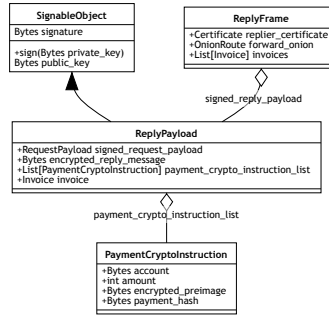 SignableObject
Bytes signature
+sign(Bytes private_key)
Bytes public_key
ReplyFrame
+Certificate replier_certificate
+OnionRoute forward_onion
+List[Invoice] invoices
signed_reply_payload
ReplyPayload
+RequestPayload signed_request_payload
+Bytes encrypted_reply_message
+List[PaymentCryptoInstruction] payment_crypto_instruction_list
+Invoice invoice
payment_crypto_instruction_list
PaymentCryptoInstruction
+Bytes account
+int amount
+Bytes encrypted_preimage
+Bytes payment_hash